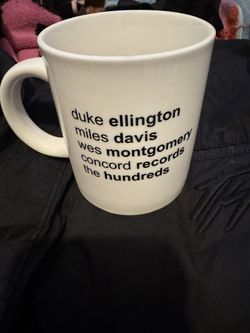 duke ellington
miles davis
wes montgomery
concord records
the hundreds